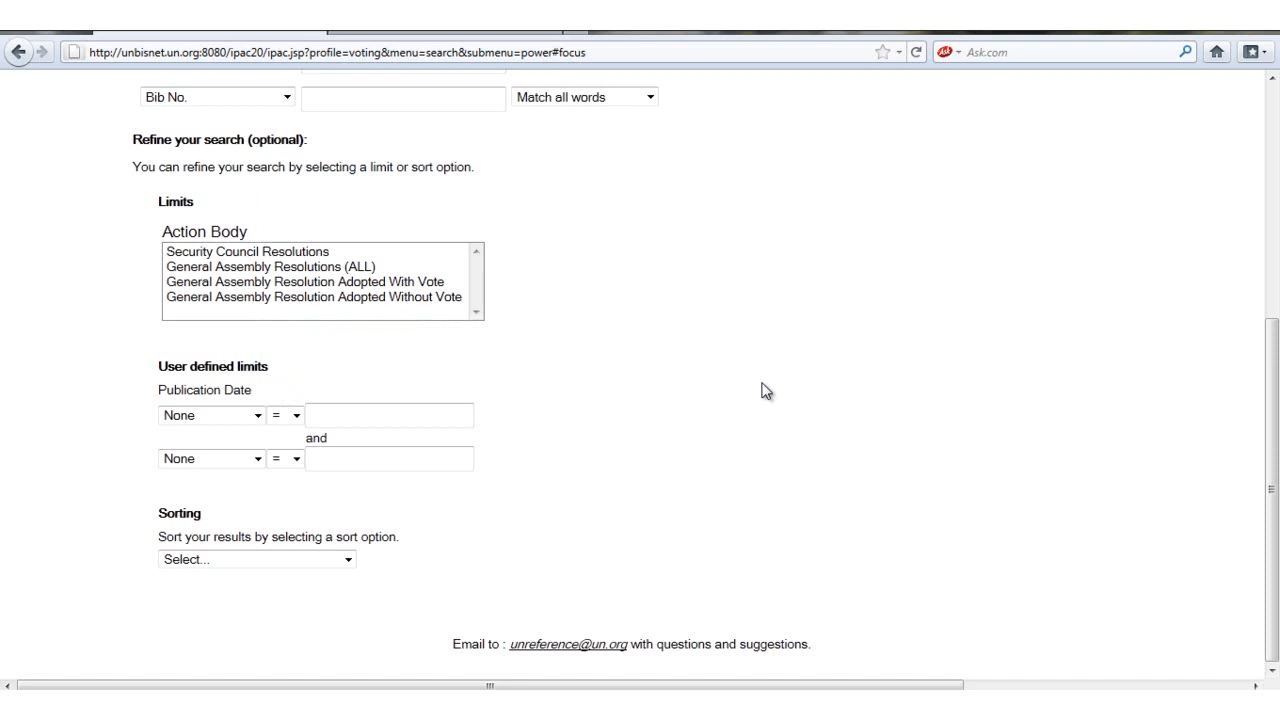 http://unbisnet.un.org:8080/ipac20/ipac.jsp?profile=voting&menu=search&submenu=power#focus
Ask.com
Bib No.
Match all words
Refine your search (optional):
You can refine your search by selecting a limit or sort option.
Limits
Action Body
Security Council Resolutions
General Assembly Resolutions (ALL)
General Assembly Resolution Adopted With Vote
General Assembly Resolution Adopted Without Vote
User defined limits
Publication Date
None =
and
None =
Sorting
Sort your results by selecting a sort option.
Select...
Email to : unreference@un.org with questions and suggestions.